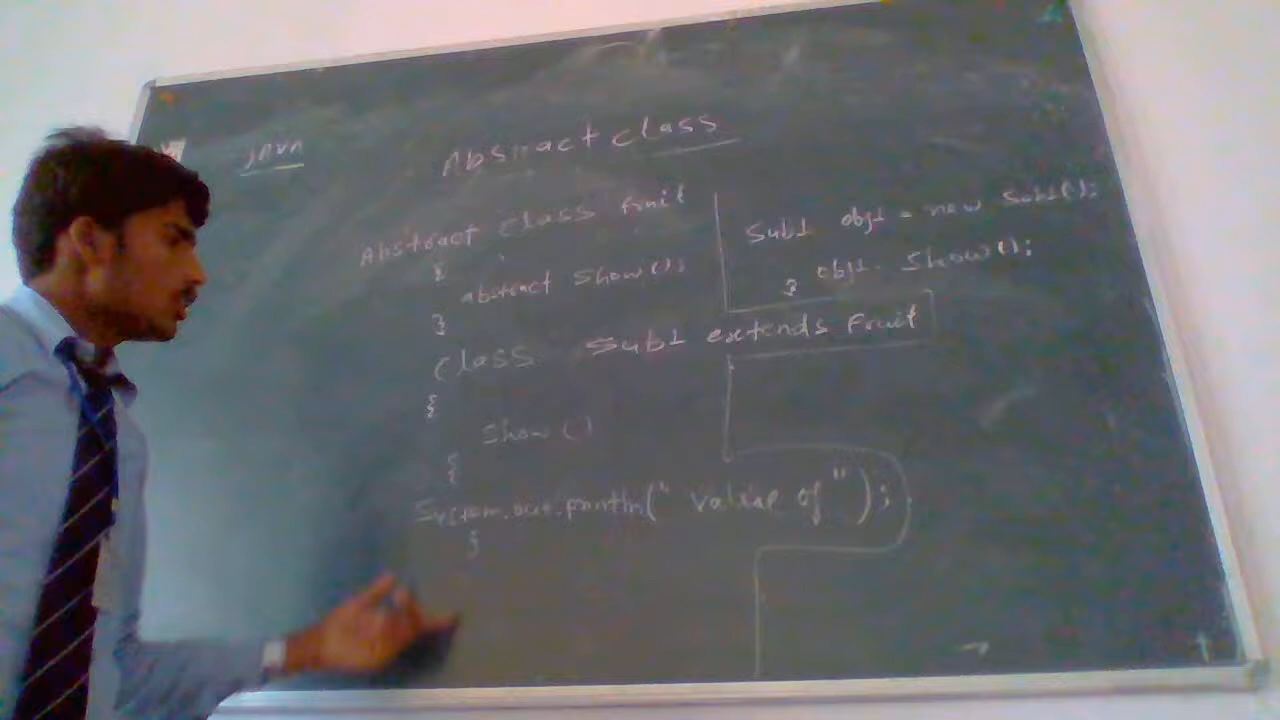 JAVA
Abstract class
Abstract class Fruit
{
abstract show();
}
class Sub1 extends Fruit
{
show()
{
System.out.println(" value of ");
}
Sub1 obj1 = new Sub1();
} obj1. show();